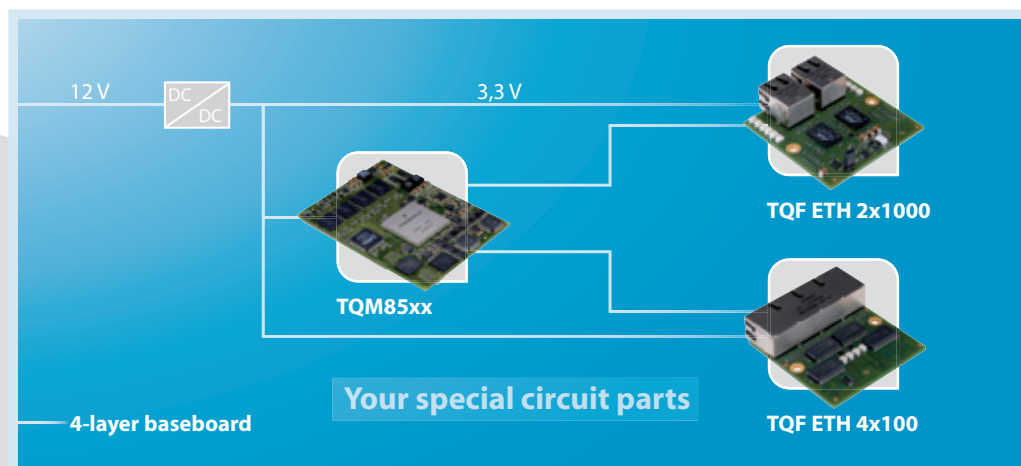 12 V
DC
DC
3,3 V
TQF ETH 2x1000
TQM85xx
TQF ETH 4x100
Your special circuit parts
4-layer baseboard